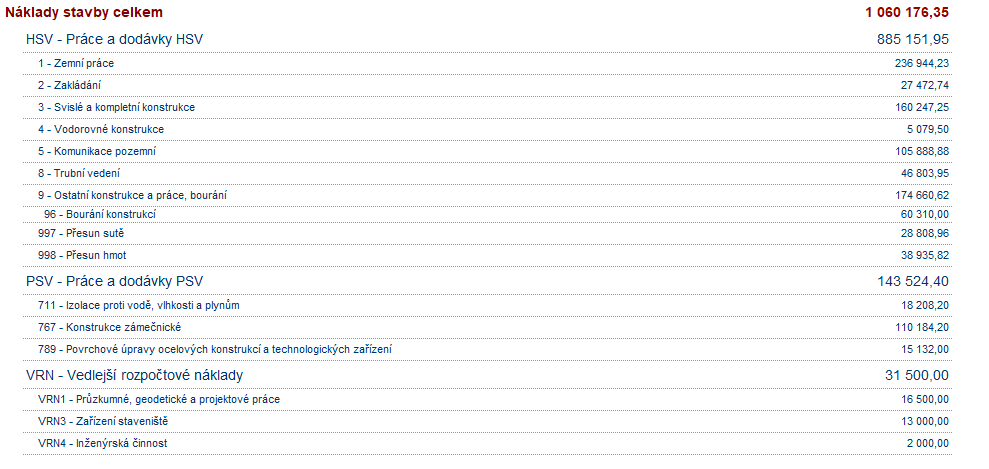 Náklady stavby celkem 1 060 176,35
HSV - Práce a dodávky HSV 885 151,95
1 - Zemní práce 236 944,23
2 - Zakládání 27 472,74
3 - Svislé a kompletní konstrukce 160 247,25
4 - Vodorovné konstrukce 5 079,50
5 - Komunikace pozemní 105 888,88
8 - Trubní vedení 46 803,95
9 - Ostatní konstrukce a práce, bourání 174 660,62
96 - Bourání konstrukcí 60 310,00
997 - Přesun sutě 28 808,96
998 - Přesun hmot 38 935,82
PSV - Práce a dodávky PSV 143 524,40
711 - Izolace proti vodě, vlhkosti a plynům 18 208,20
767 - Konstrukce zámečnické 110 184,20
789 - Povrchové úpravy ocelových konstrukcí a technologických zařízení 15 132,00
VRN - Vedlejší rozpočtové náklady 31 500,00
VRN1 - Průzkumné, geodetické a projektové práce 16 500,00
VRN3 - Zařízení staveniště 13 000,00
VRN4 - Inženýrská činnost 2 000,00